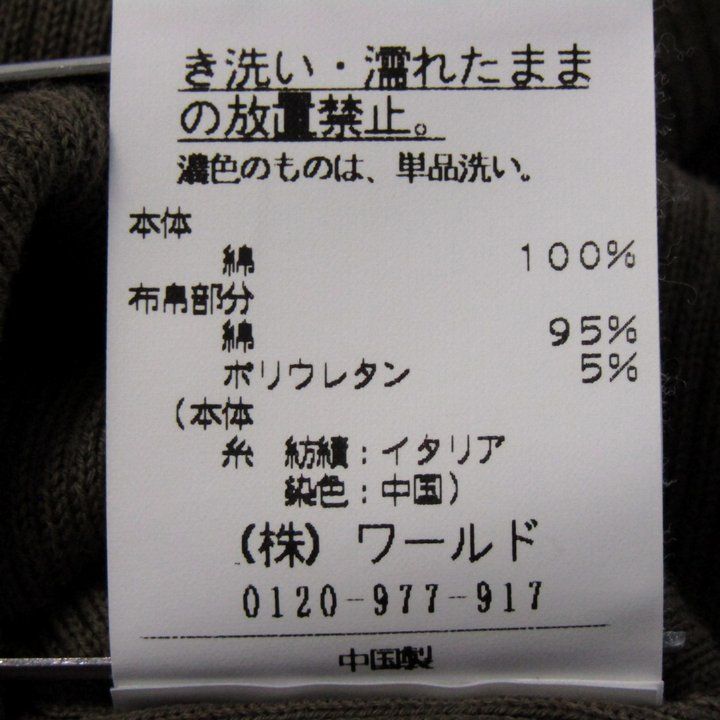 き洗い・濡れたまま
の放置禁止。
濃色のものは、単品洗い。
本体
綿 100%
布帛部分
綿 95%
ポリウレタン 5%
(本体
糸 紡績:イタリア
染色:中国)
(株) ワールド
0120-977-917
中国製